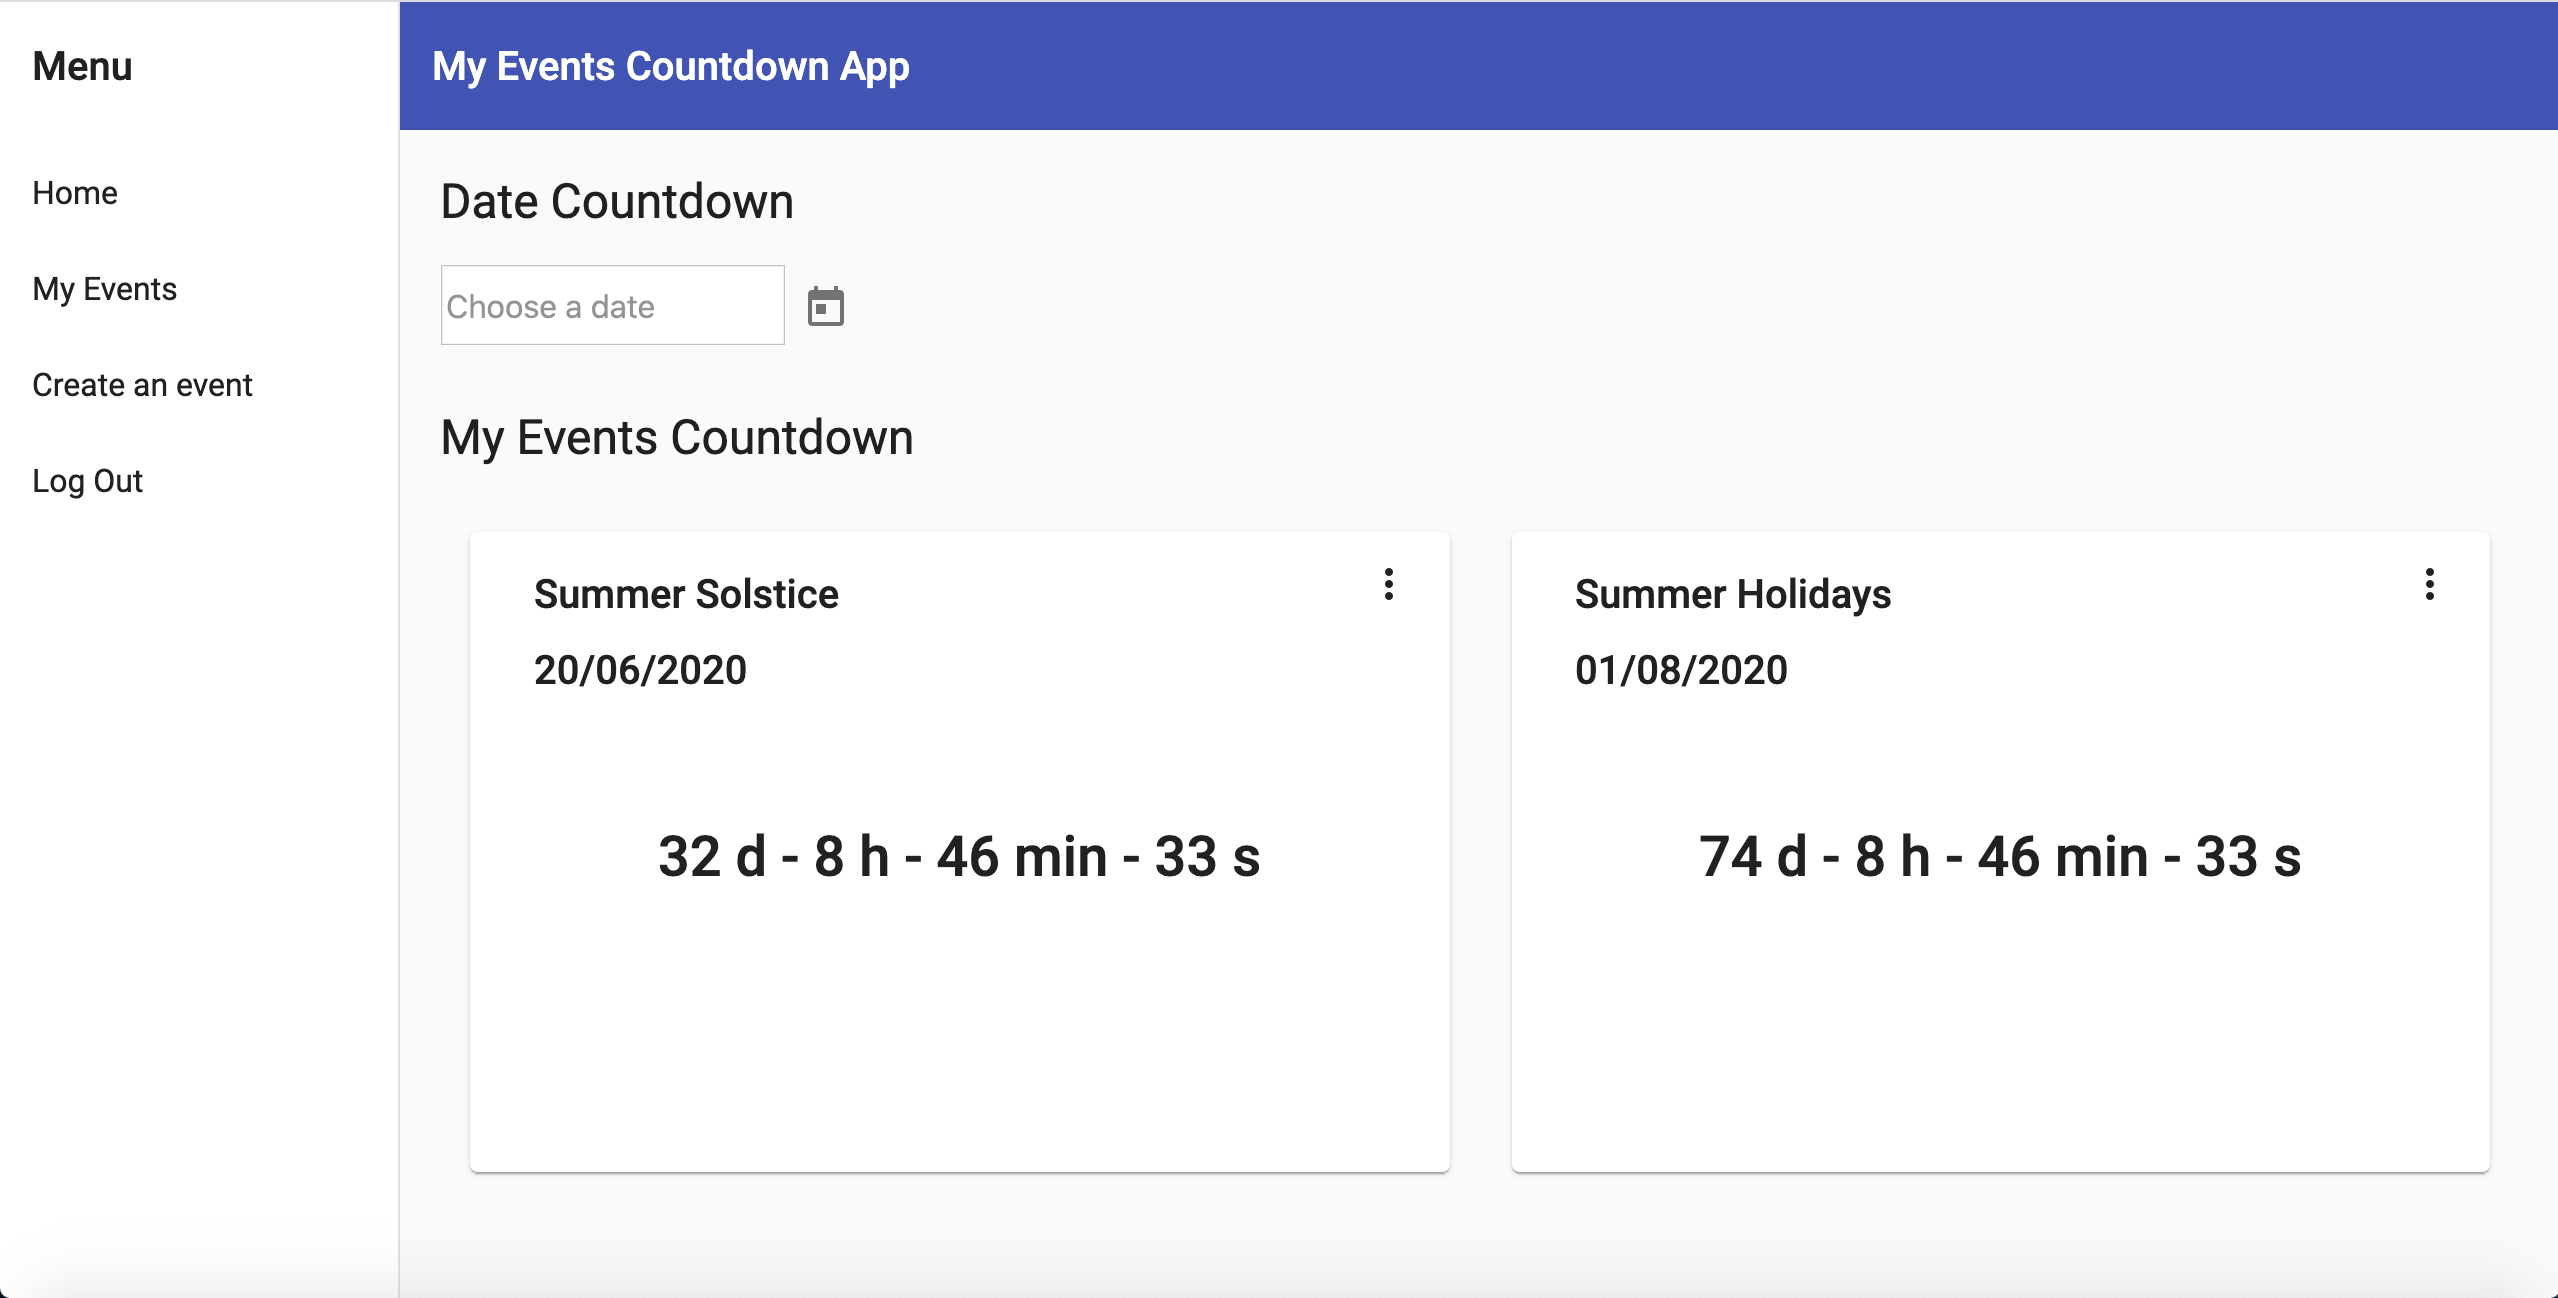 Menu
Home
My Events
Create an event
Log Out
My Events Countdown App
Date Countdown
Choose a date
My Events Countdown
Summer Solstice
20/06/2020
32 d - 8 h - 46 min - 33 s
Summer Holidays
01/08/2020
74 d - 8 h - 46 min - 33 s